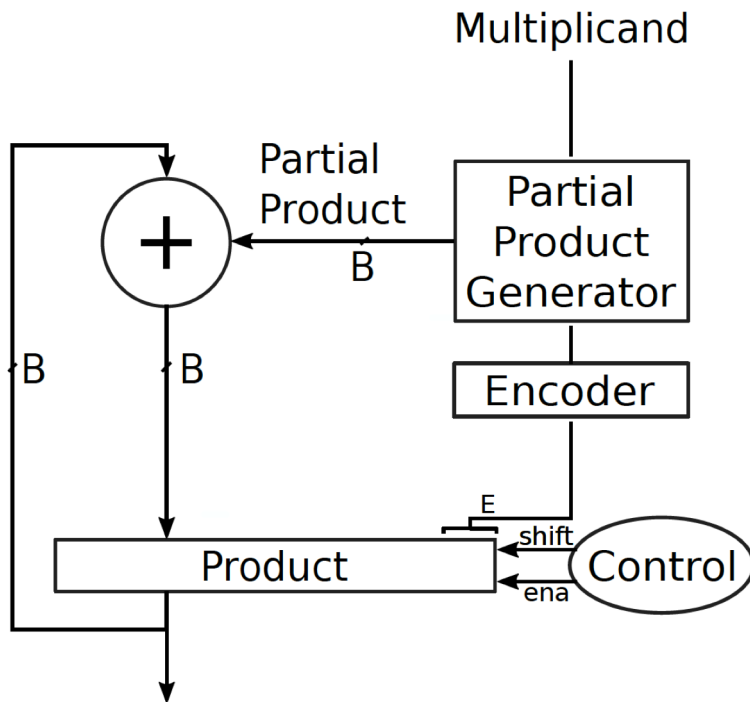 Multiplicand
Partial
Product
B
Partial
Product
Generator
+
B
B
Encoder
E
shift
Product
Control
ena